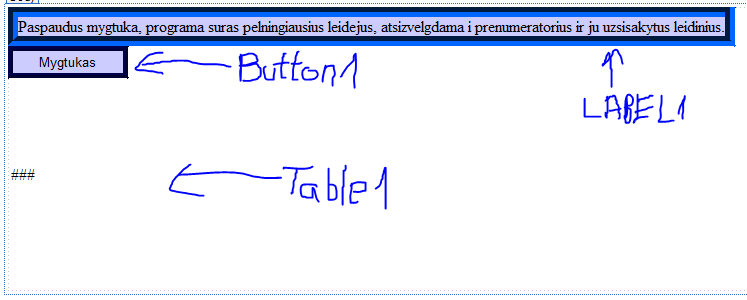 Paspaudus mygtuka, programa suras pelningiausius leidejus, atsizvelgdama i prenumeratorius ir ju uzsisakytus leidinius.
Mygtukas
Button1
LABEL1
###
Table1